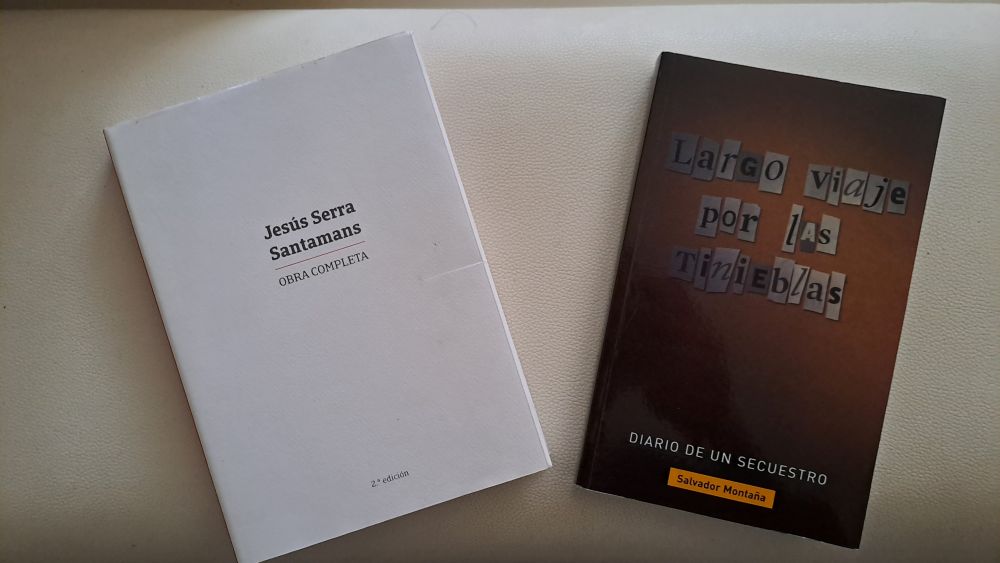 Jesús Serra
Santamans
OBRA COMPLETA
2.ª edición
Largo viaje
por las
Tinieblas
DIARIO DE UN SECUESTRO
Salvador Montaña